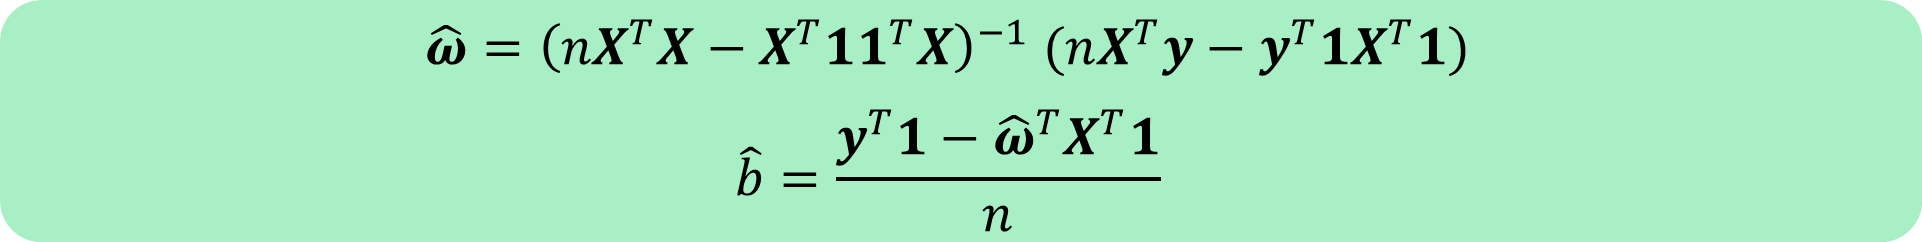 𝝎̂ = (n𝑿ᵀ𝑿 − 𝑿ᵀ𝟏𝟏ᵀ𝑿)⁻¹ (n𝑿ᵀ𝒚 − 𝒚ᵀ𝟏𝑿ᵀ𝟏)
b̂ = (𝒚ᵀ𝟏 − 𝝎̂ᵀ𝑿ᵀ𝟏) / n